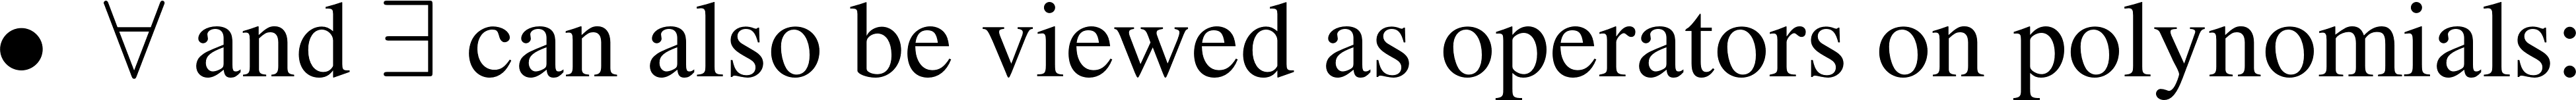 • ∀ and ∃ can also be viewed as operators on polynomials: